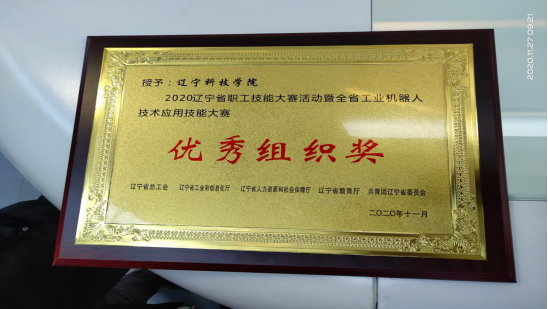 授予：辽宁科技学院
2020辽宁省职工技能大赛活动暨全省工业机器人
技术应用技能大赛
优秀组织奖
辽宁省总工会 辽宁省工业和信息化厅 辽宁省人力资源和社会保障厅 辽宁省教育厅 共青团辽宁省委员会
二〇二〇年十一月
2020.11.27 09:21